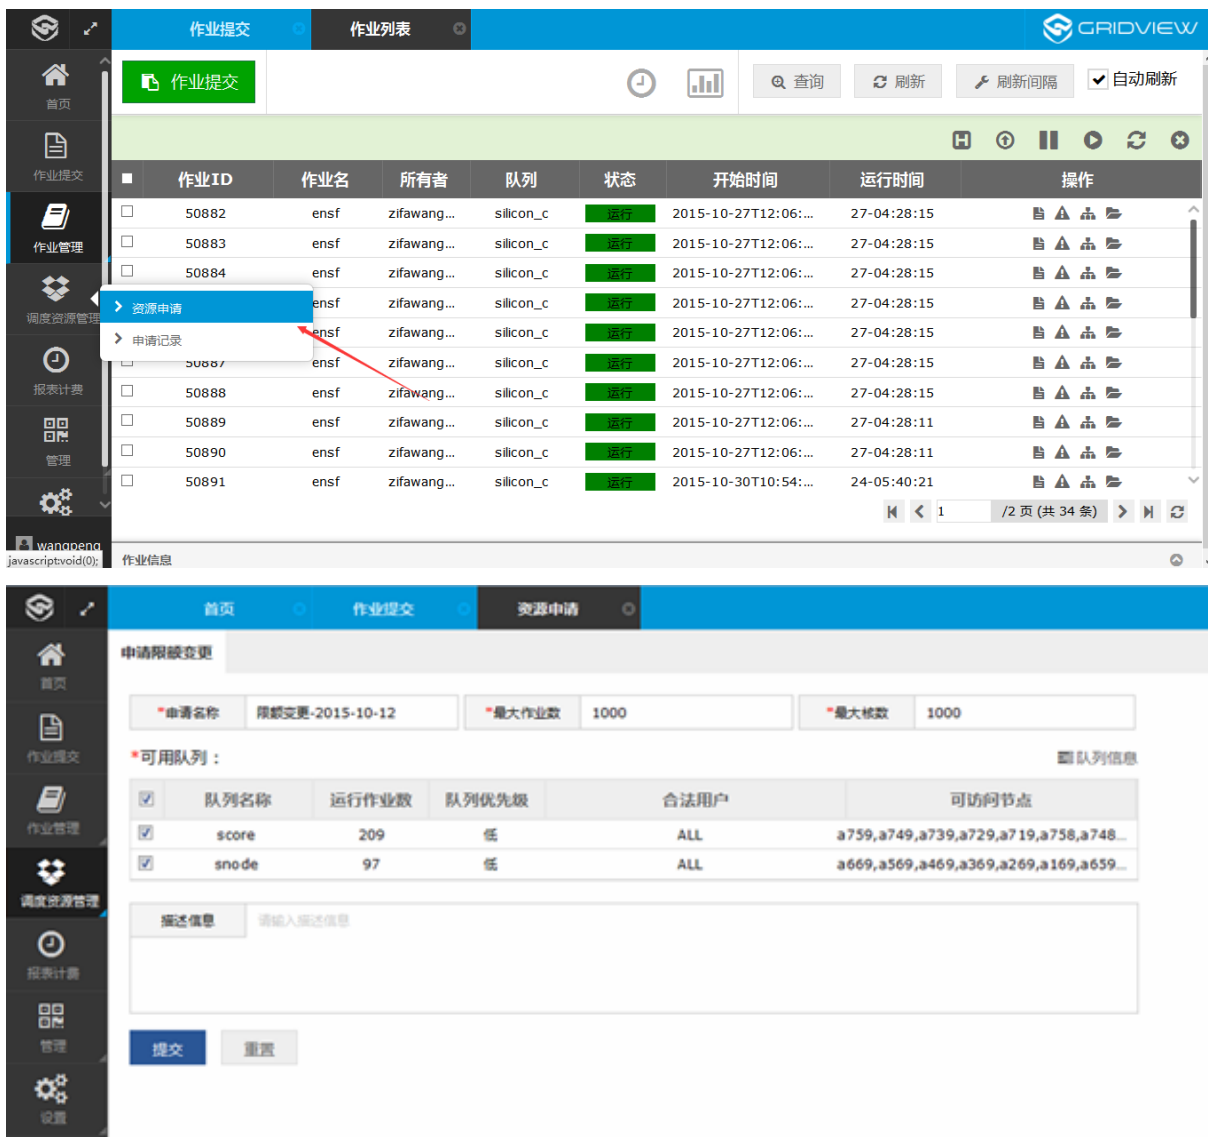 作业提交 作业列表 GRIDVIEW
首页
作业提交
作业管理
调度资源管理
报表计费
管理
wangpeng
javascript:void(0);
作业提交 查询 刷新 刷新间隔 自动刷新
作业ID 作业名 所有者 队列 状态 开始时间 运行时间 操作
50882 ensf zifawang... silicon_c 运行 2015-10-27T12:06:... 27-04:28:15
50883 ensf zifawang... silicon_c 运行 2015-10-27T12:06:... 27-04:28:15
50884 ensf zifawang... silicon_c 运行 2015-10-27T12:06:... 27-04:28:15
资源申请 ensf zifawang... silicon_c 运行 2015-10-27T12:06:... 27-04:28:15
申请记录 ensf zifawang... silicon_c 运行 2015-10-27T12:06:... 27-04:28:15
50887 ensf zifawang... silicon_c 运行 2015-10-27T12:06:... 27-04:28:15
50888 ensf zifawang... silicon_c 运行 2015-10-27T12:06:... 27-04:28:15
50889 ensf zifawang... silicon_c 运行 2015-10-27T12:06:... 27-04:28:11
50890 ensf zifawang... silicon_c 运行 2015-10-27T12:06:... 27-04:28:11
50891 ensf zifawang... silicon_c 运行 2015-10-30T10:54:... 24-05:40:21
1 /2 页 (共 34 条)
作业信息
首页 作业提交 资源申请
首页
作业提交
作业管理
调度资源管理
报表计费
管理
设置
申请限额变更
*申请名称 限额变更-2015-10-12 *最大作业数 1000 *最大核数 1000
*可用队列： 队列信息
队列名称 运行作业数 队列优先级 合法用户 可访问节点
score 209 低 ALL a759,a749,a739,a729,a719,a758,a748...
snode 97 低 ALL a669,a569,a469,a369,a269,a169,a659...
描述信息 请输入描述信息
提交 重置